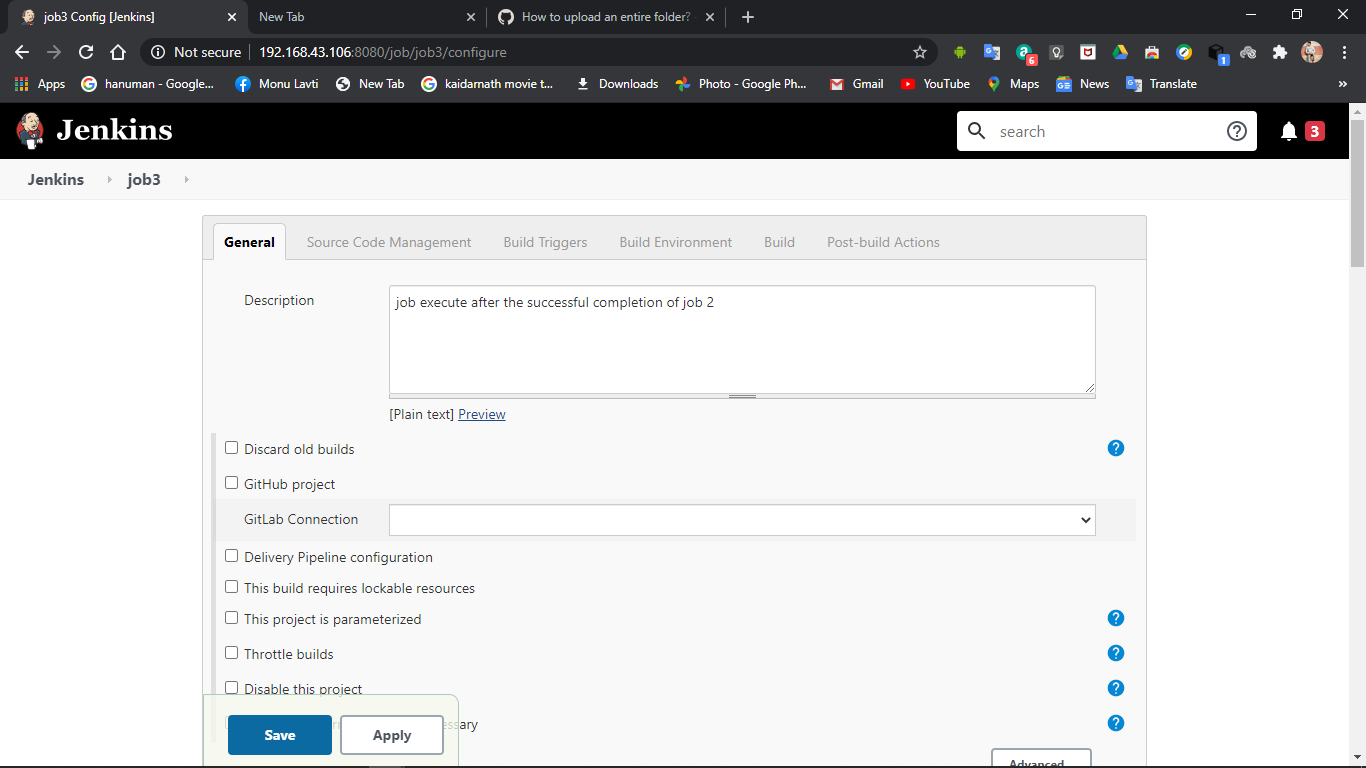 job3 Config [Jenkins]
New Tab
How to upload an entire folder?
Not secure
192.168.43.106:8080/job/job3/configure
6
1
Apps
hanuman - Google...
Monu Lavti
New Tab
kaidarnath movie t...
Downloads
Photo - Google Ph...
Gmail
YouTube
Maps
News
Translate
»
Jenkins
search
3
Jenkins
job3
General
Source Code Management
Build Triggers
Build Environment
Build
Post-build Actions
Description
job execute after the successful completion of job 2
[Plain text] Preview
Discard old builds
GitHub project
GitLab Connection
Delivery Pipeline configuration
This build requires lockable resources
This project is parameterized
Throttle builds
Disable this project
Save
Apply
Advanced...